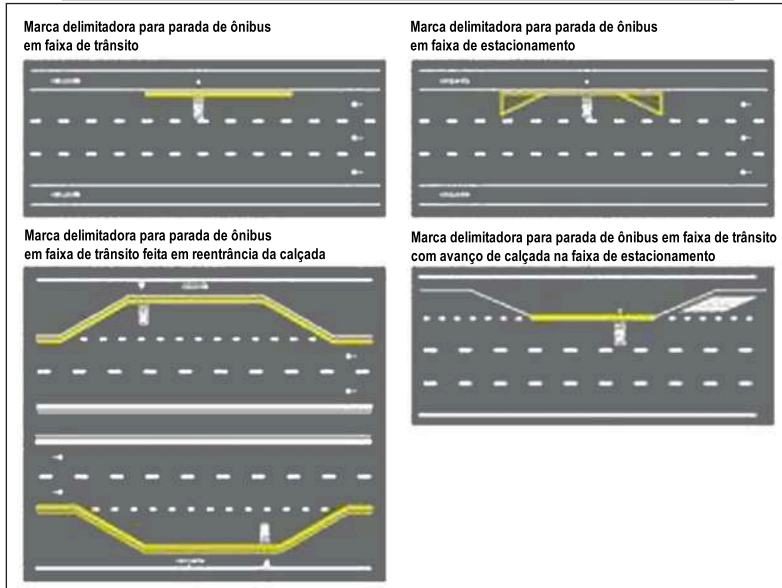 Marca delimitadora para parada de ônibus
em faixa de trânsito
Marca delimitadora para parada de ônibus
em faixa de estacionamento
Marca delimitadora para parada de ônibus
em faixa de trânsito feita em reentrância da calçada
Marca delimitadora para parada de ônibus em faixa de trânsito
com avanço de calçada na faixa de estacionamento